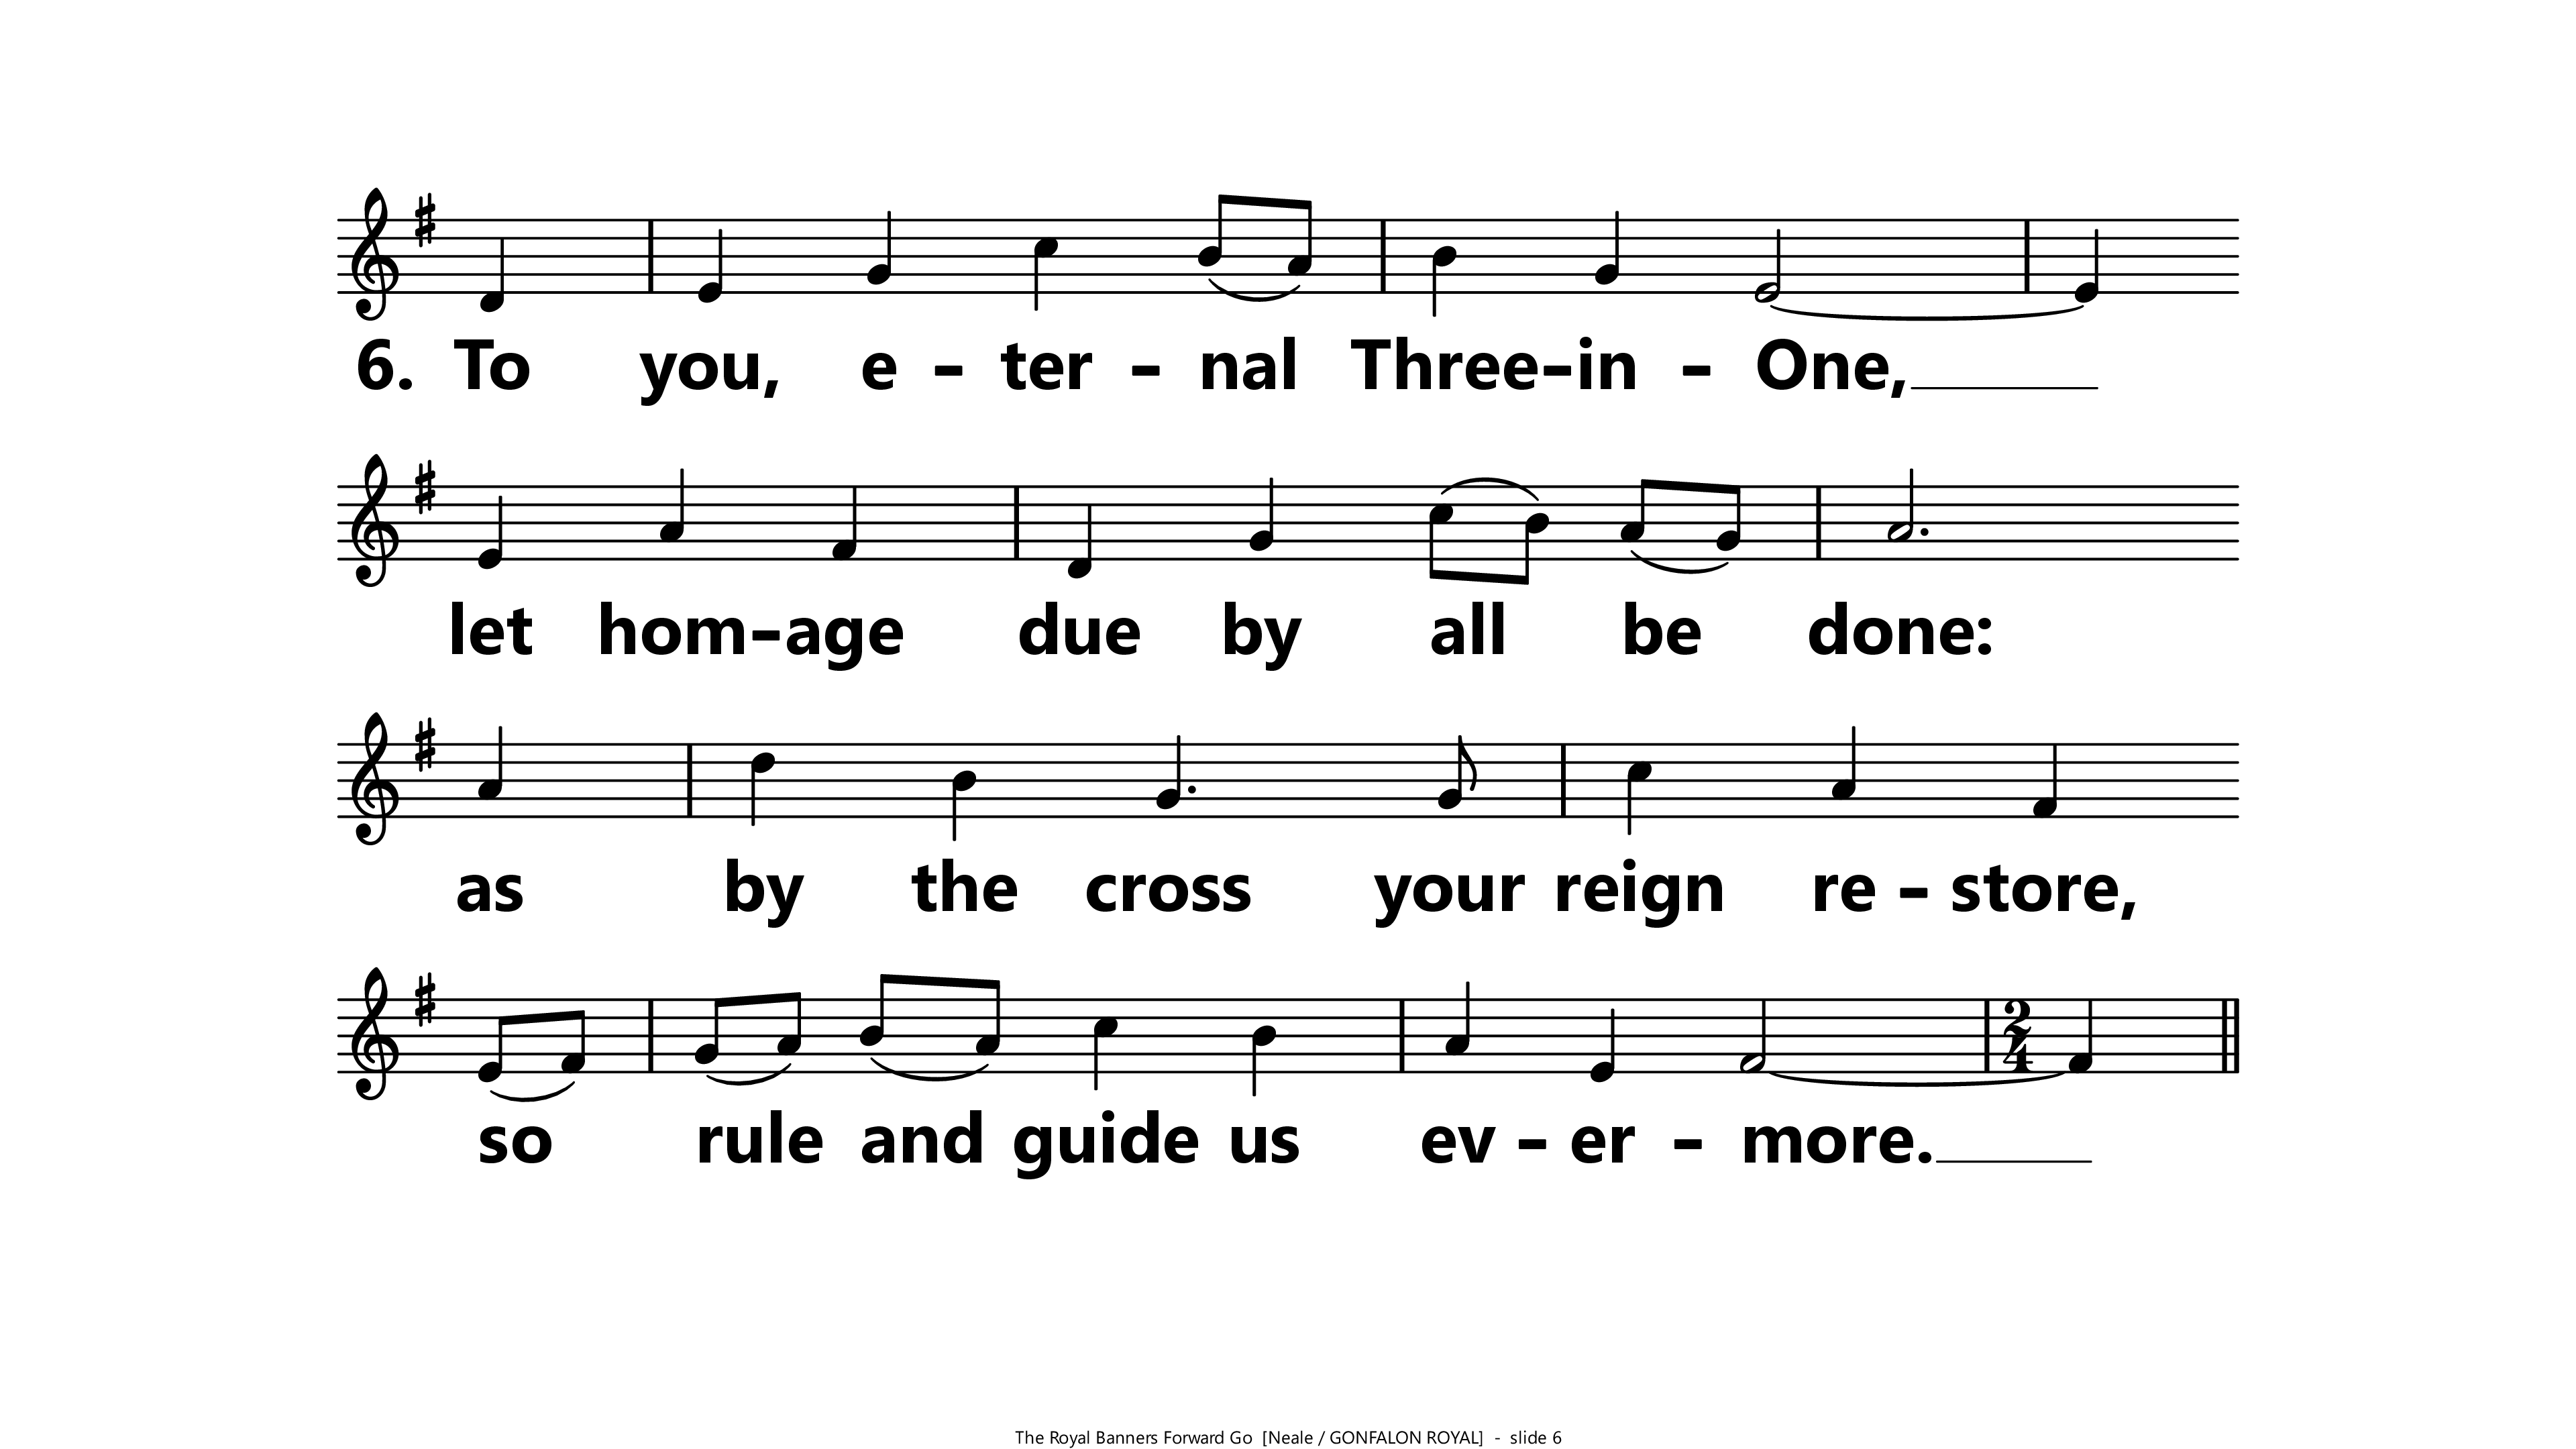 6. To you, e - ter - nal Three-in - One,
let hom-age due by all be done:
as by the cross your reign re - store,
2
4
so rule and guide us ev - er - more.
The Royal Banners Forward Go [Neale / GONFALON ROYAL] - slide 6